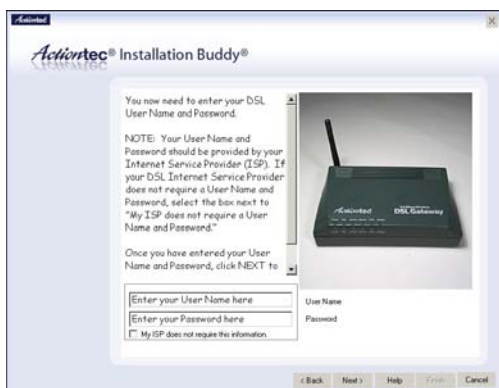 Actiontec
Actiontec® Installation Buddy®
You now need to enter your DSL
User Name and Password.
NOTE: Your User Name and
Password should be provided by your
Internet Service Provider (ISP). If
your DSL Internet Service Provider
does not require a User Name and
Password, select the box next to
"My ISP does not require a User
Name and Password."
Once you have entered your User
Name and Password, click NEXT to
Actiontec
DSL Gateway
Enter your User Name here
User Name
Enter your Password here
Password
My ISP does not require this information.
< Back
Next >
Help
Finish
Cancel